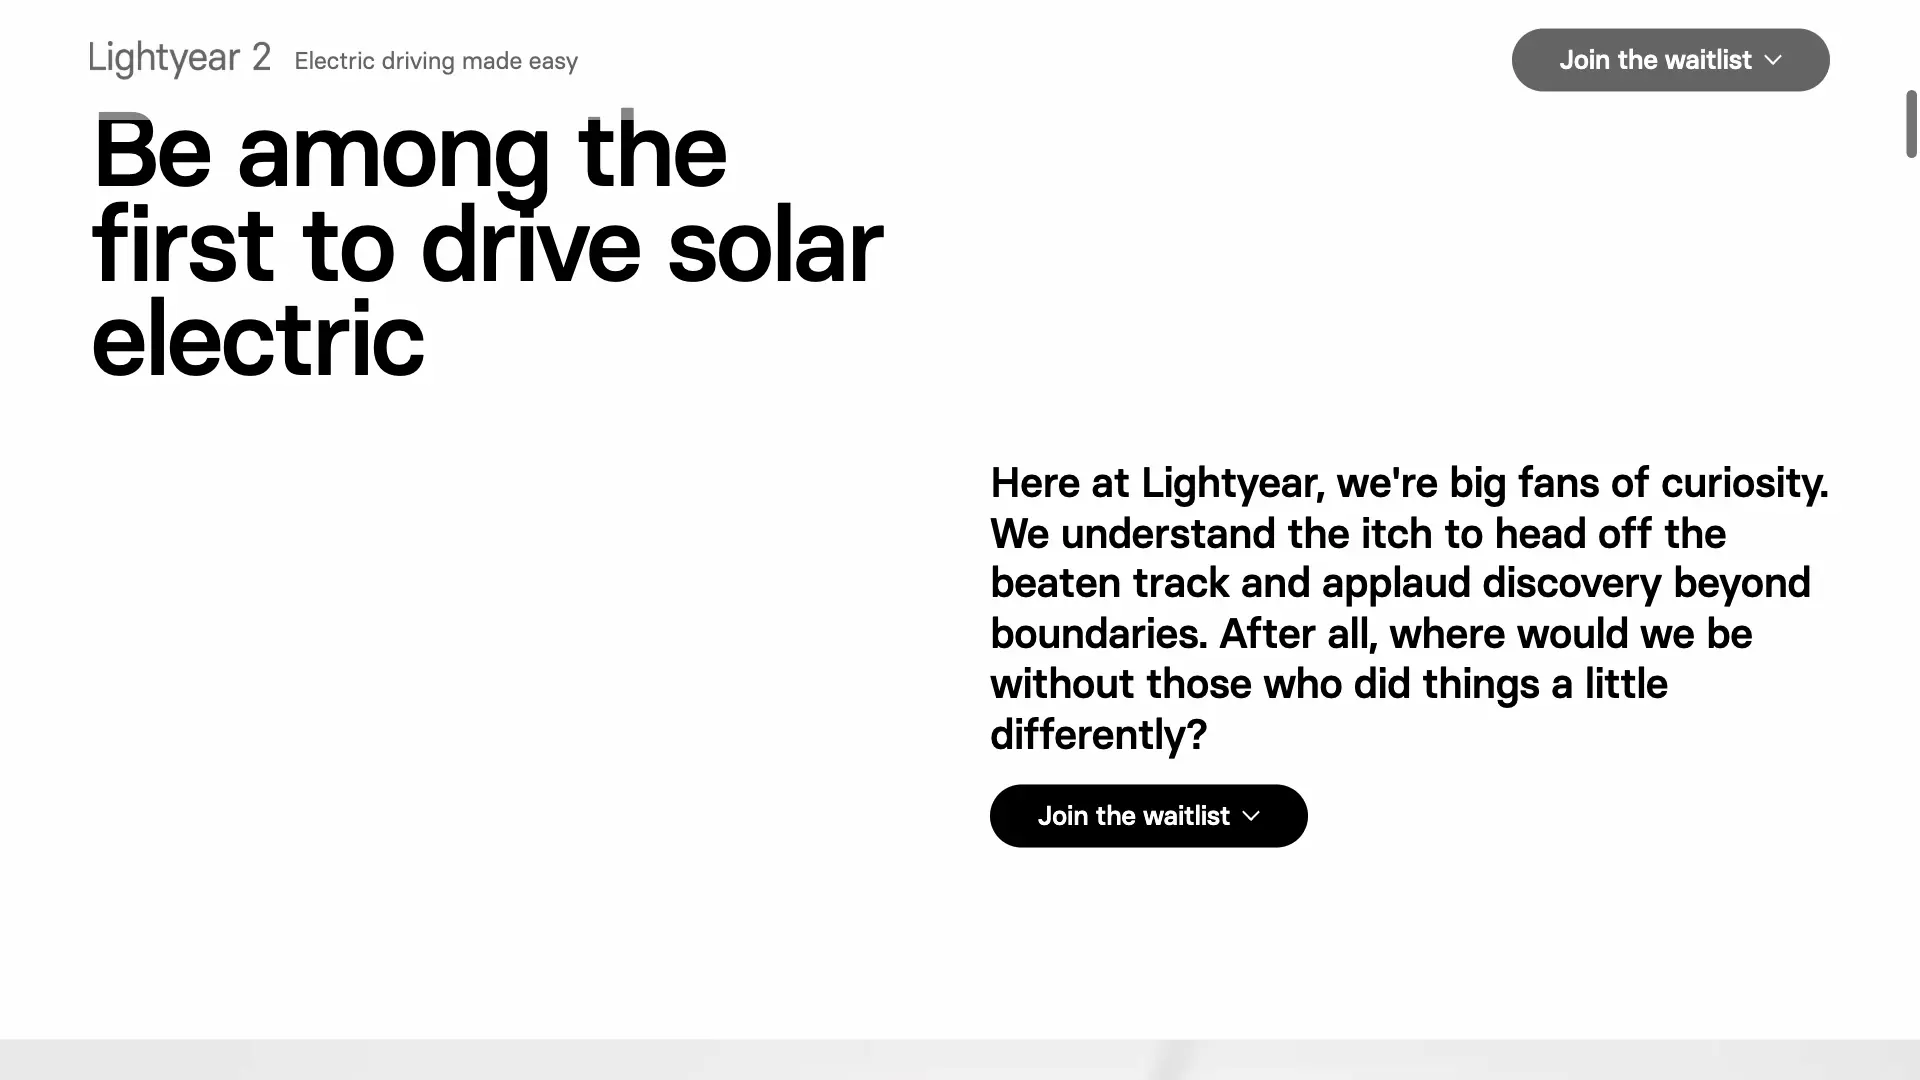 Lightyear 2 Electric driving made easy
Join the waitlist
Be among the
first to drive solar
electric
Here at Lightyear, we're big fans of curiosity.
We understand the itch to head off the
beaten track and applaud discovery beyond
boundaries. After all, where would we be
without those who did things a little
differently?
Join the waitlist